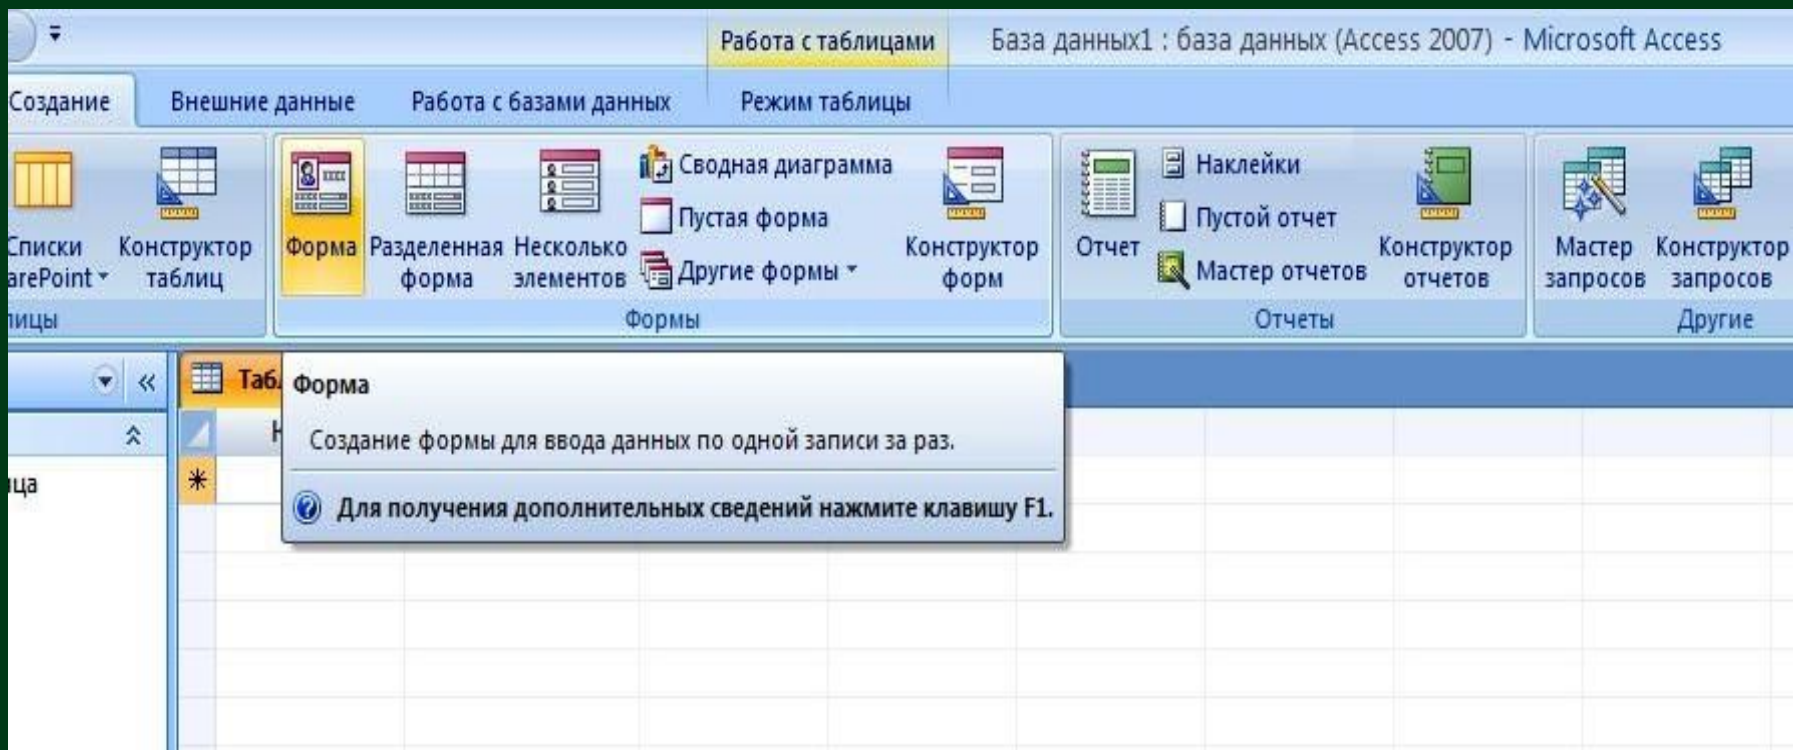 Работа с таблицами
База данных1 : база данных (Access 2007) - Microsoft Access
Создание
Внешние данные
Работа с базами данных
Режим таблицы
Списки
arePoint
Конструктор
таблиц
Форма
Разделенная
форма
Несколько
элементов
Сводная диаграмма
Пустая форма
Другие формы
Конструктор
форм
Отчет
Наклейки
Пустой отчет
Мастер отчетов
Конструктор
отчетов
Мастер
запросов
Конструктор
запросов
Формы
Отчеты
Другие
Форма
Создание формы для ввода данных по одной записи за раз.
Для получения дополнительных сведений нажмите клавишу F1.